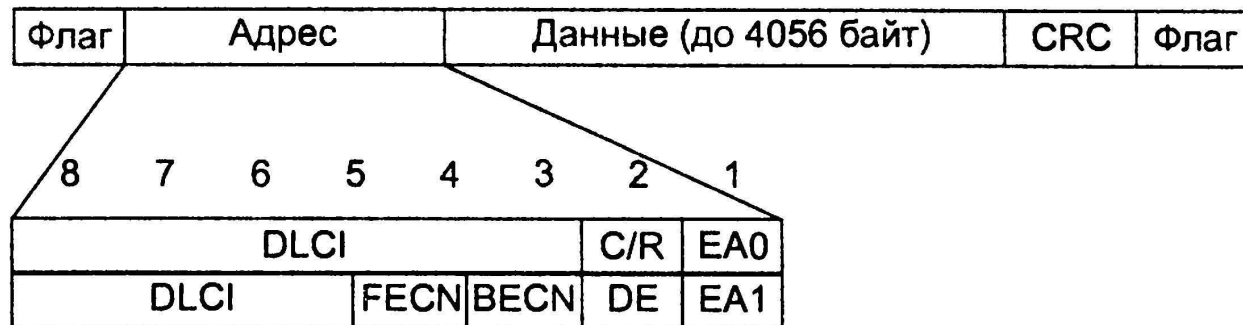 Флаг Адрес Данные (до 4056 байт) CRC Флаг
8 7 6 5 4 3 2 1
DLCI C/R EA0
DLCI FECN BECN DE EA1